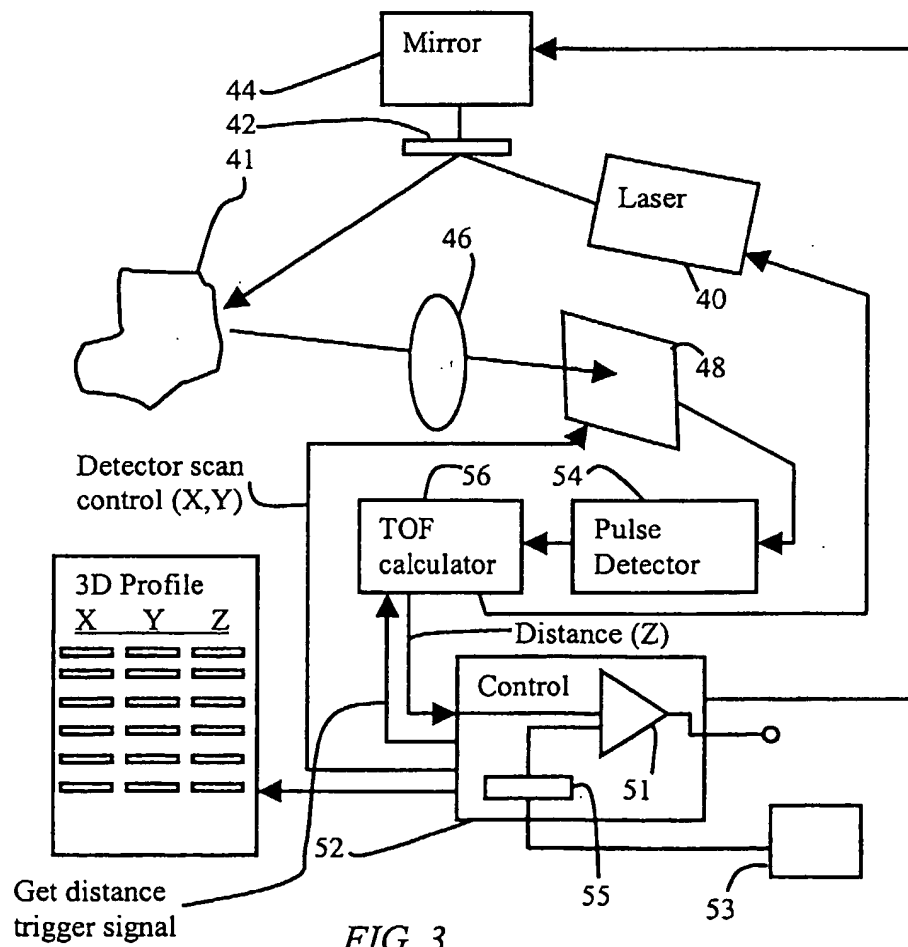 Mirror
44
42
41
Laser
46
40
48
Detector scan
control (X,Y)
56
54
TOF
calculator
Pulse
Detector
3D Profile
X Y Z
Distance (Z)
Control
51
52
55
53
Get distance
trigger signal
FIG. 3